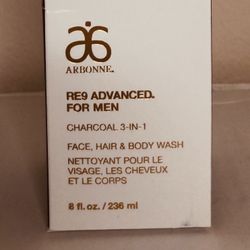 ARBONNE.
RE9 ADVANCED.
FOR MEN
CHARCOAL 3-IN-1
FACE, HAIR & BODY WASH
NETTOYANT POUR LE
VISAGE, LES CHEVEUX
ET LE CORPS
8 fl. oz. / 236 ml